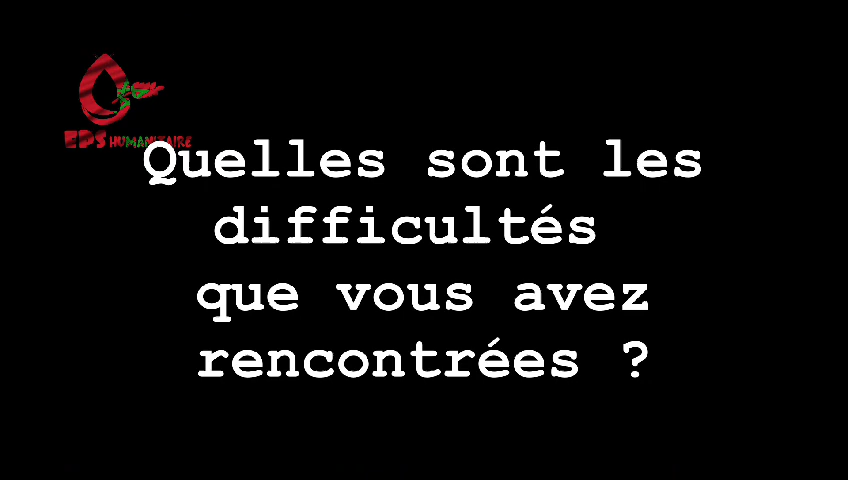 EPS HUMANITAIRE
Quelles sont les
difficultés
que vous avez
rencontrées ?